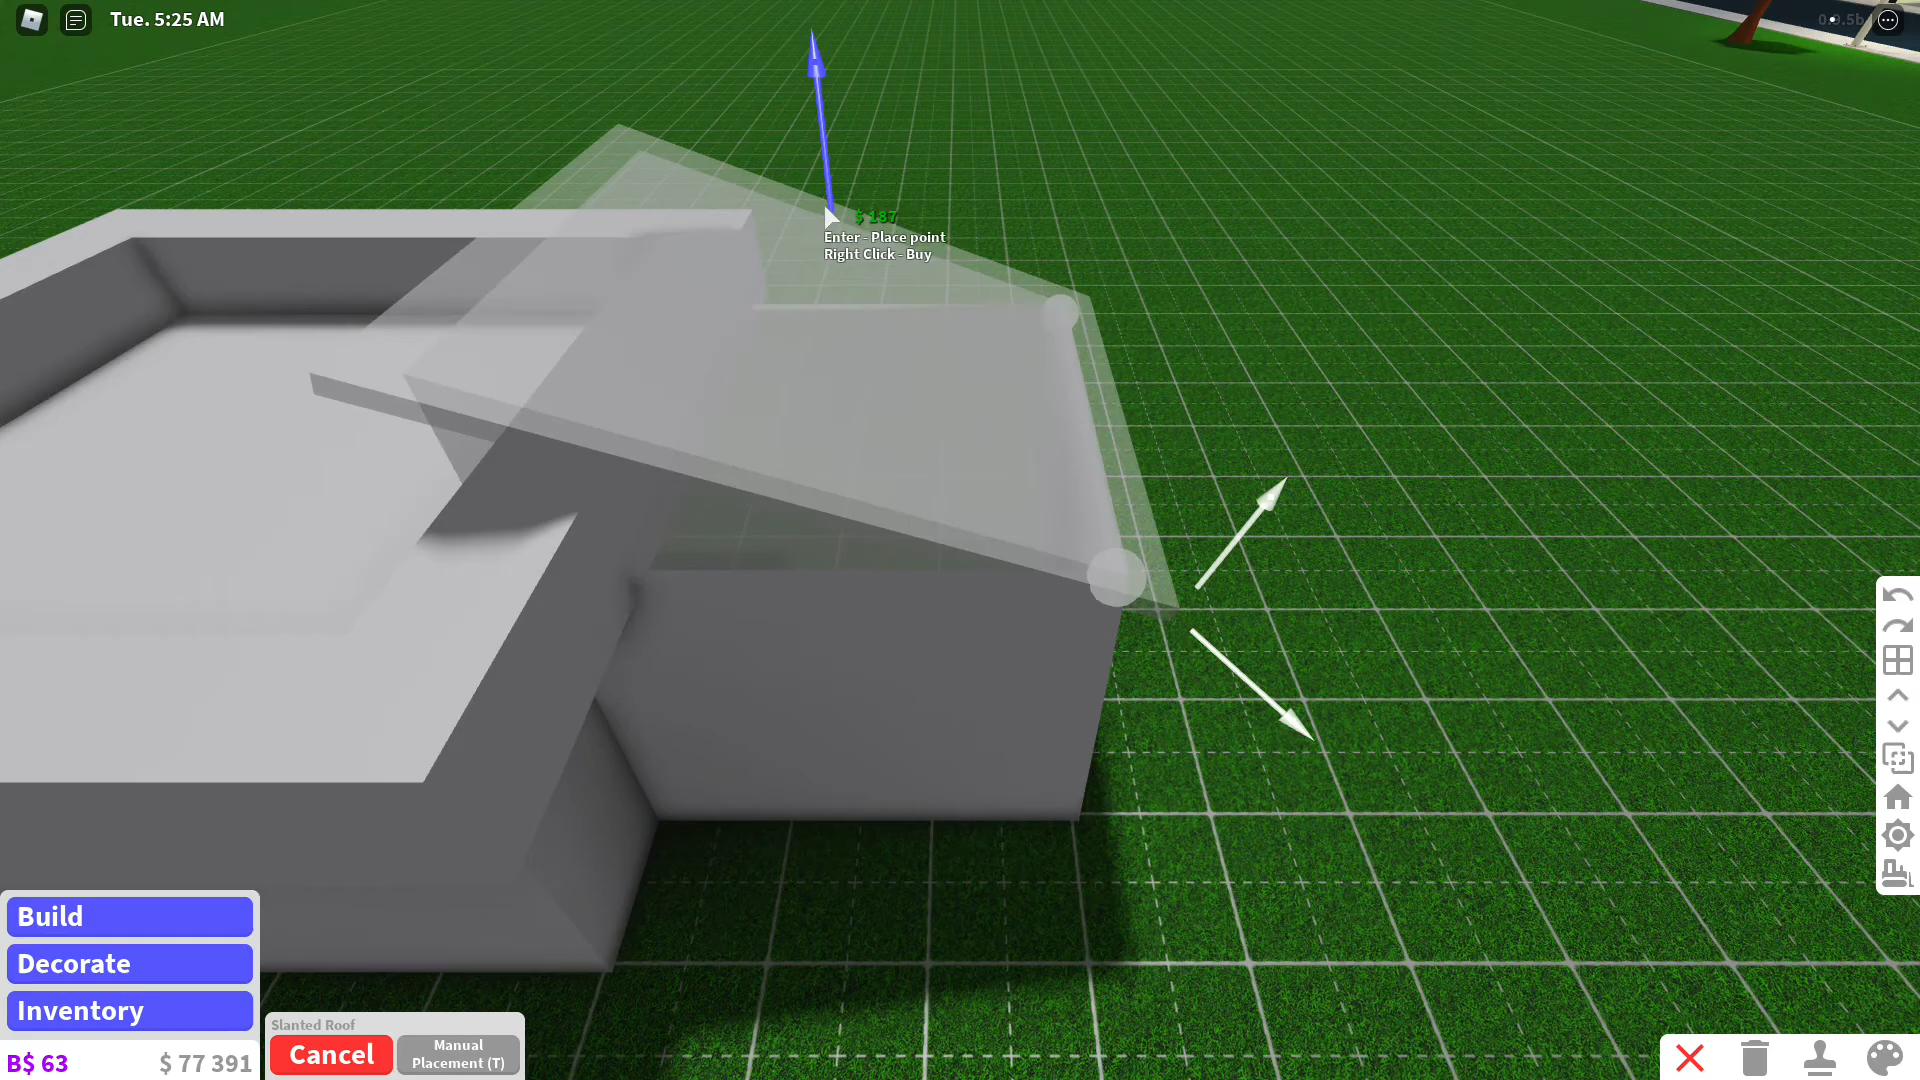 Tue. 5:25 AM
$ 187
Enter - Place point
Right Click - Buy
Build
Decorate
Inventory
B$ 63
$ 77 391
Slanted Roof
Cancel
Manual
Placement (T)